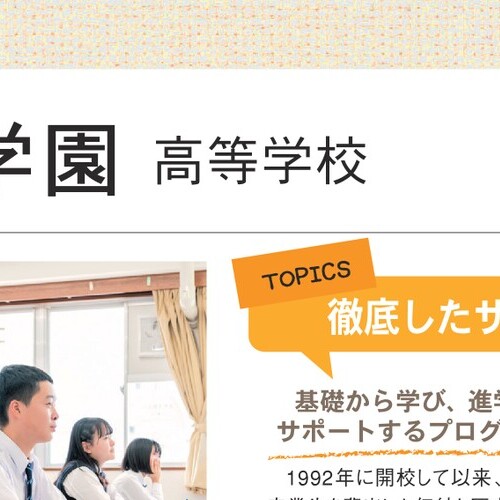 学園 高等学校
TOPICS
徹底したサ
基礎から学び、進学
サポートするプログ
1992年に開校して以来、